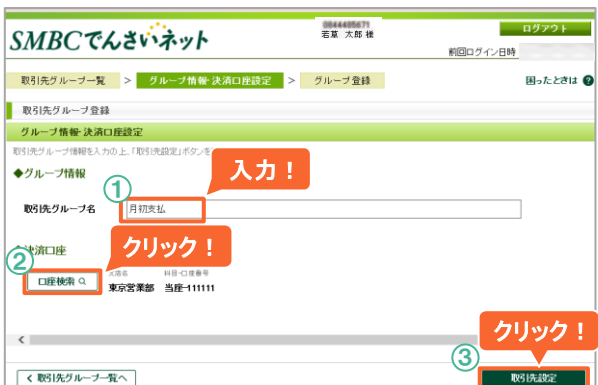 SMBCでんさいネット
0844405671
若草 太郎 様
ログアウト
前回ログイン日時
取引先グループ一覧 > グループ情報・決済口座設定 > グループ登録
困ったときは ?
取引先グループ登録
グループ情報・決済口座設定
取引先グループ情報を入力の上、「取引先設定」ボタンを
◆グループ情報
入力！
①
取引先グループ名
月初支払
決済口座
クリック！
②
口座検索
支店名 科目-口座番号
東京営業部 当座-111111
クリック！
③
< 取引先グループ一覧へ
取引先設定